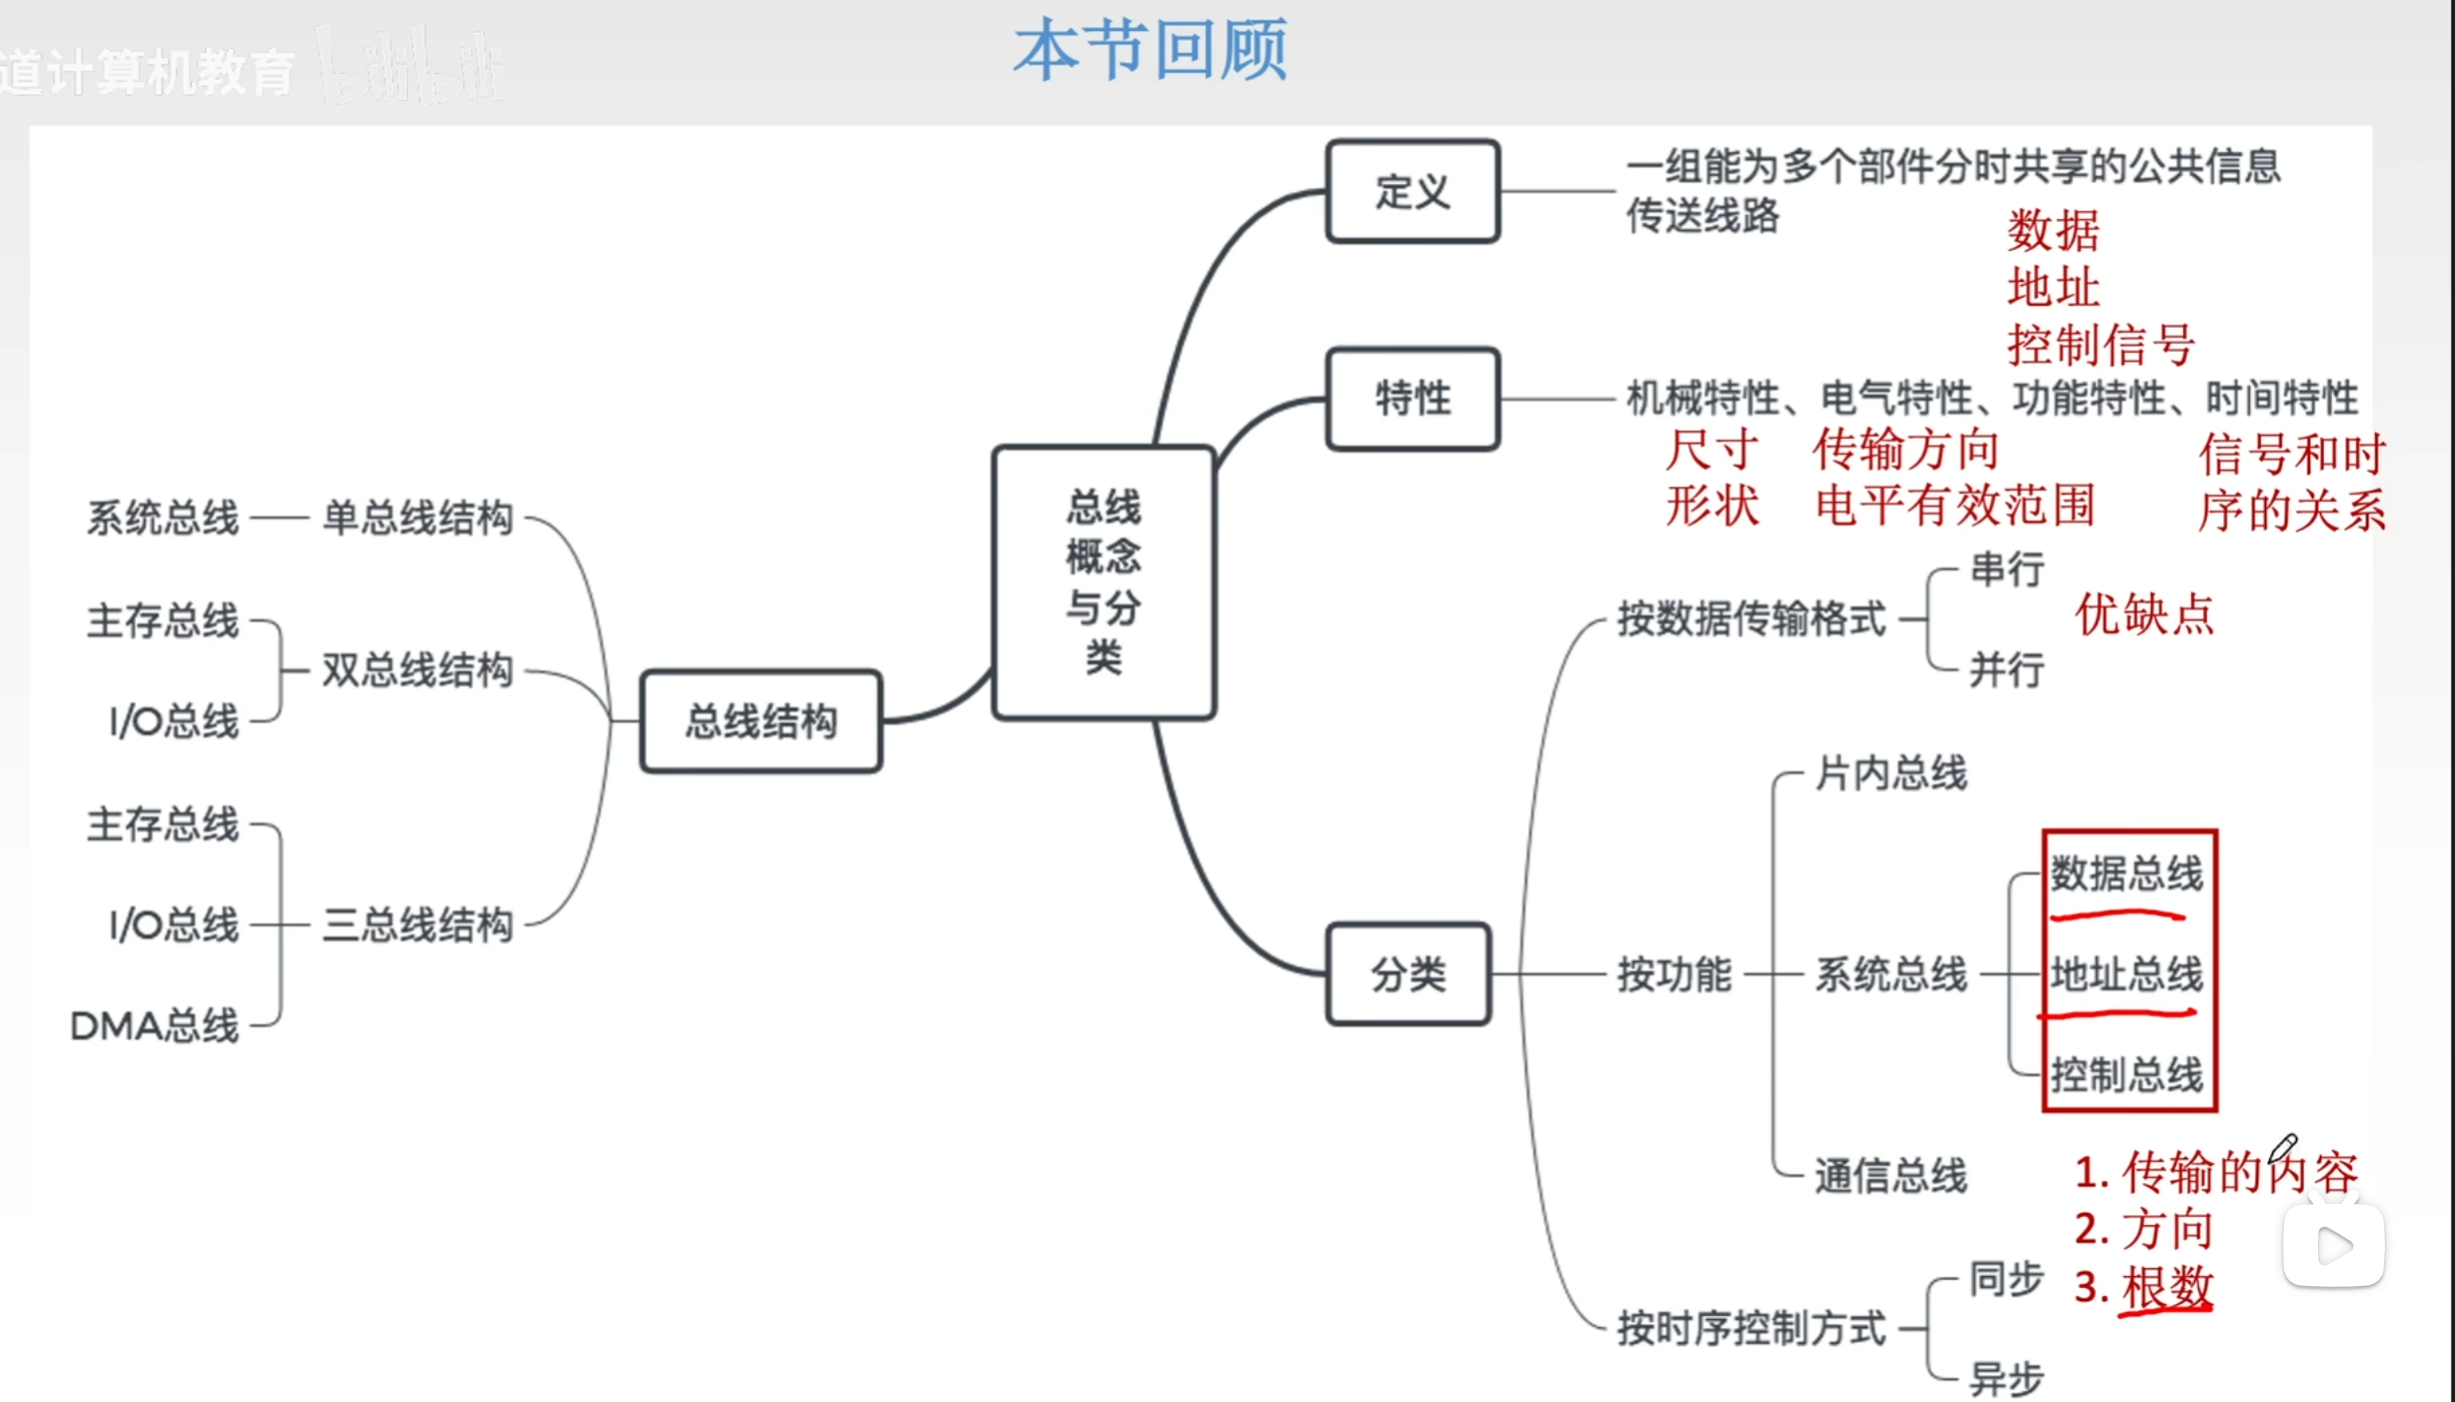 本节回顾
道计算机教育 bilibili
定义
一组能为多个部件分时共享的公共信息
传送线路
数据
地址
控制信号
特性
机械特性、电气特性、功能特性、时间特性
尺寸
形状
传输方向
电平有效范围
信号和时
序的关系
总线
概念
与分
类
总线结构
单总线结构
系统总线
双总线结构
主存总线
I/O总线
三总线结构
主存总线
I/O总线
DMA总线
分类
按数据传输格式
串行
并行
优缺点
按功能
片内总线
系统总线
数据总线
地址总线
控制总线
通信总线
1. 传输的内容
2. 方向
3. 根数
按时序控制方式
同步
异步